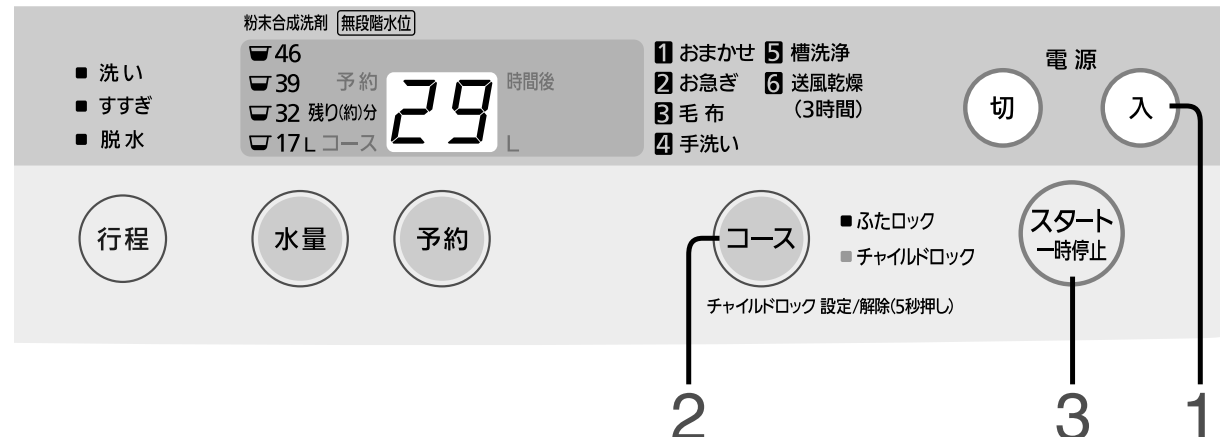 粉末合成洗剤 無段階水位
洗い
すすぎ
脱水
46
39 予約 時間後
32 残り(約)分
17L コース L
29
1 おまかせ 5 槽洗浄
2 お急ぎ 6 送風乾燥
3 毛布 (3時間)
4 手洗い
電源
切 入
行程 水量 予約 コース
ふたロック
チャイルドロック
スタート
一時停止
チャイルドロック 設定/解除(5秒押し)
2 3 1